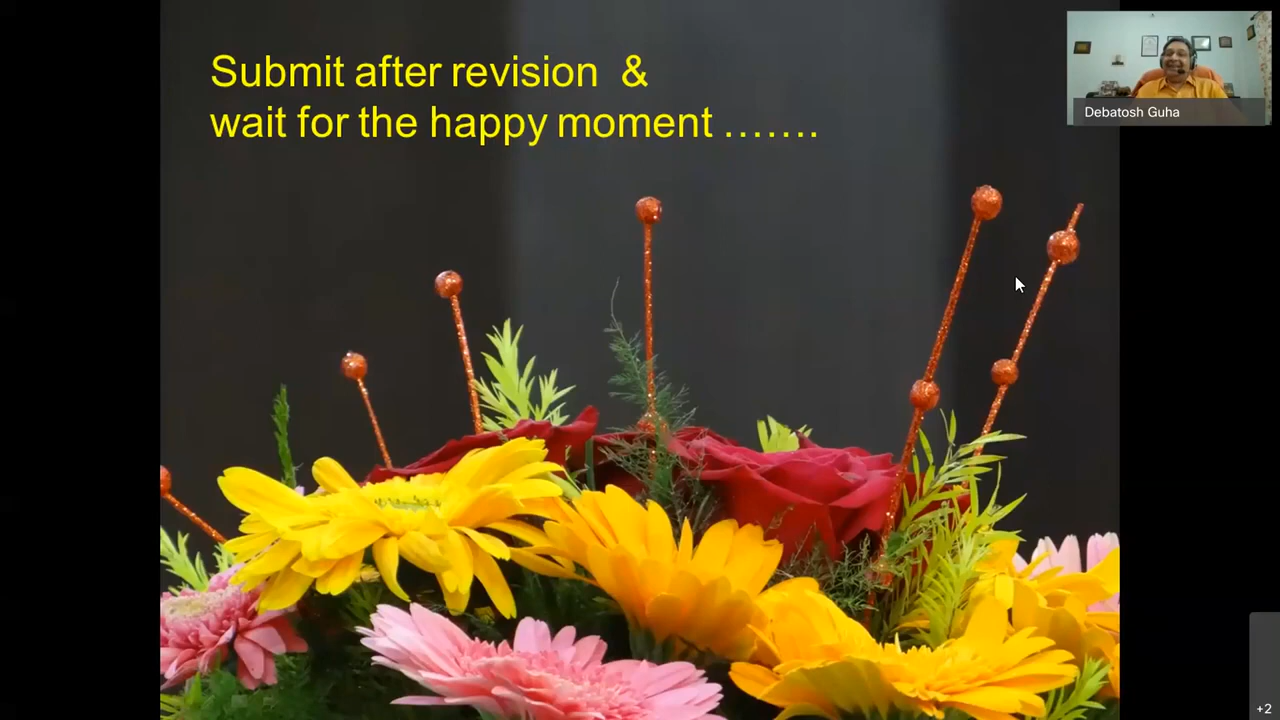 Submit after revision &
wait for the happy moment …….
Debatosh Guha
+2